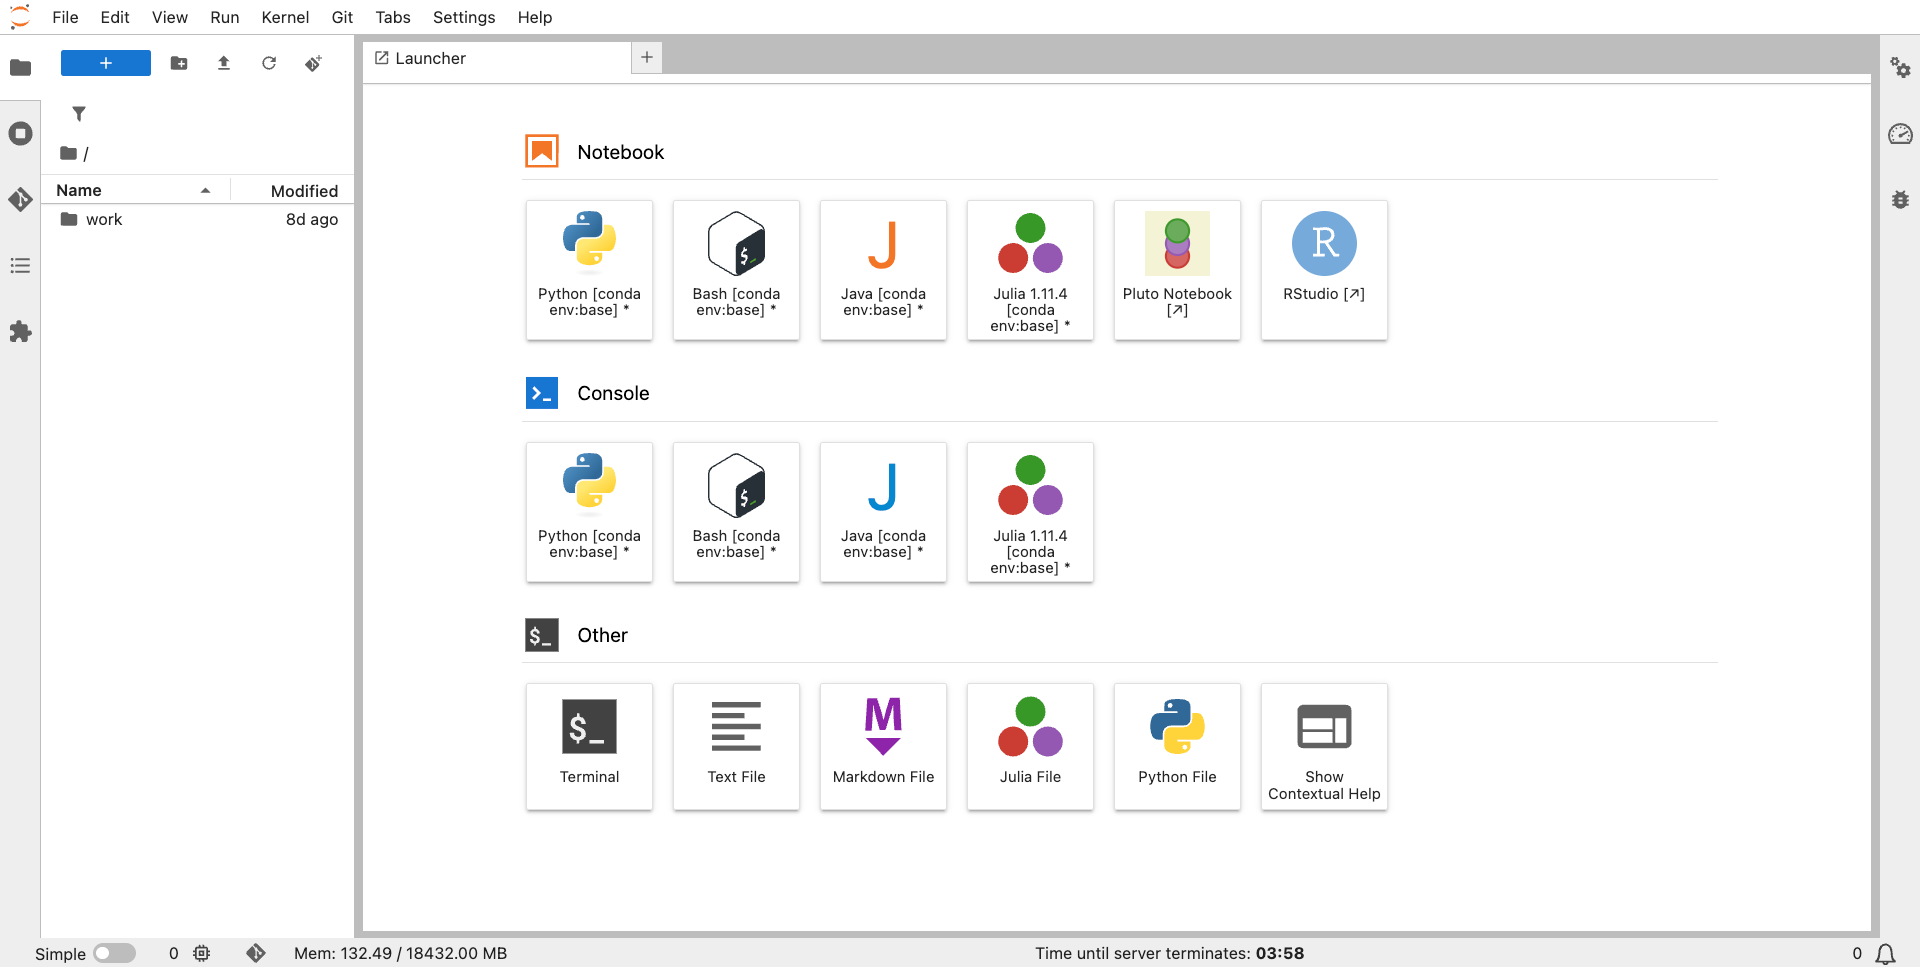 File Edit View Run Kernel Git Tabs Settings Help
Launcher
/
Name Modified
work 8d ago
Notebook
Python [conda env:base] *
Bash [conda env:base] *
Java [conda env:base] *
Julia 1.11.4 [conda env:base] *
Pluto Notebook [↗]
RStudio [↗]
Console
Python [conda env:base] *
Bash [conda env:base] *
Java [conda env:base] *
Julia 1.11.4 [conda env:base] *
$_ Other
Terminal
Text File
Markdown File
Julia File
Python File
Show Contextual Help
Simple 0 Mem: 132.49 / 18432.00 MB Time until server terminates: 03:58 0